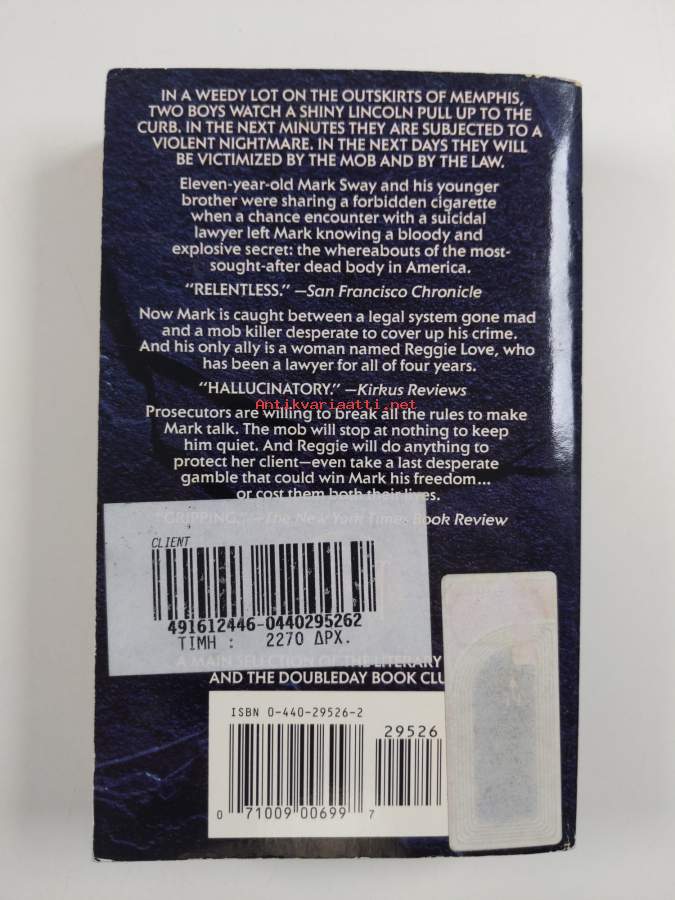 IN A WEEDY LOT ON THE OUTSKIRTS OF MEMPHIS,
TWO BOYS WATCH A SHINY LINCOLN PULL UP TO THE
CURB. IN THE NEXT MINUTES THEY ARE SUBJECTED TO A
VIOLENT NIGHTMARE. IN THE NEXT DAYS THEY WILL
BE VICTIMIZED BY THE MOB AND BY THE LAW.
Eleven-year-old Mark Sway and his younger
brother were sharing a forbidden cigarette
when a chance encounter with a suicidal
lawyer left Mark knowing a bloody and
explosive secret: the whereabouts of the most-
sought-after dead body in America.
"RELENTLESS." —San Francisco Chronicle
Now Mark is caught between a legal system gone mad
and a mob killer desperate to cover up his crime.
And his only ally is a woman named Reggie Love, who
has been a lawyer for all of four years.
"HALLUCINATORY." —Kirkus Reviews
Antikvariaatti.net
Prosecutors are willing to break all the rules to make
Mark talk. The mob will stop at nothing to keep
him quiet. And Reggie will do anything to
protect her client—even take a last desperate
gamble that could win Mark his freedom...
or cost them both their lives.
"GRIPPING." —The New York Times Book Review
CLIENT
491612446-0440295262
ΤΙΜΗ : 2270 ΔΡΧ.
A MAIN SELECTION OF THE LITERARY
AND THE DOUBLEDAY BOOK CLU
ISBN 0-440-29526-2
29526
0 71009 00699 7